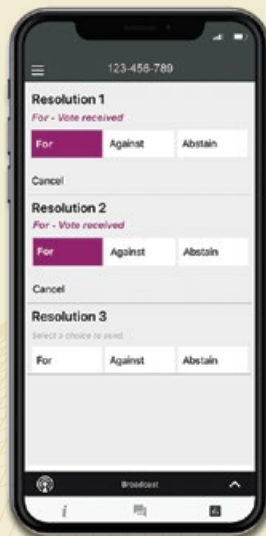 123-456-789
Resolution 1
For - Vote received
For Against Abstain
Cancel
Resolution 2
For - Vote received
For Against Abstain
Cancel
Resolution 3
Select a choice to send.
For Against Abstain
Broadcast
i